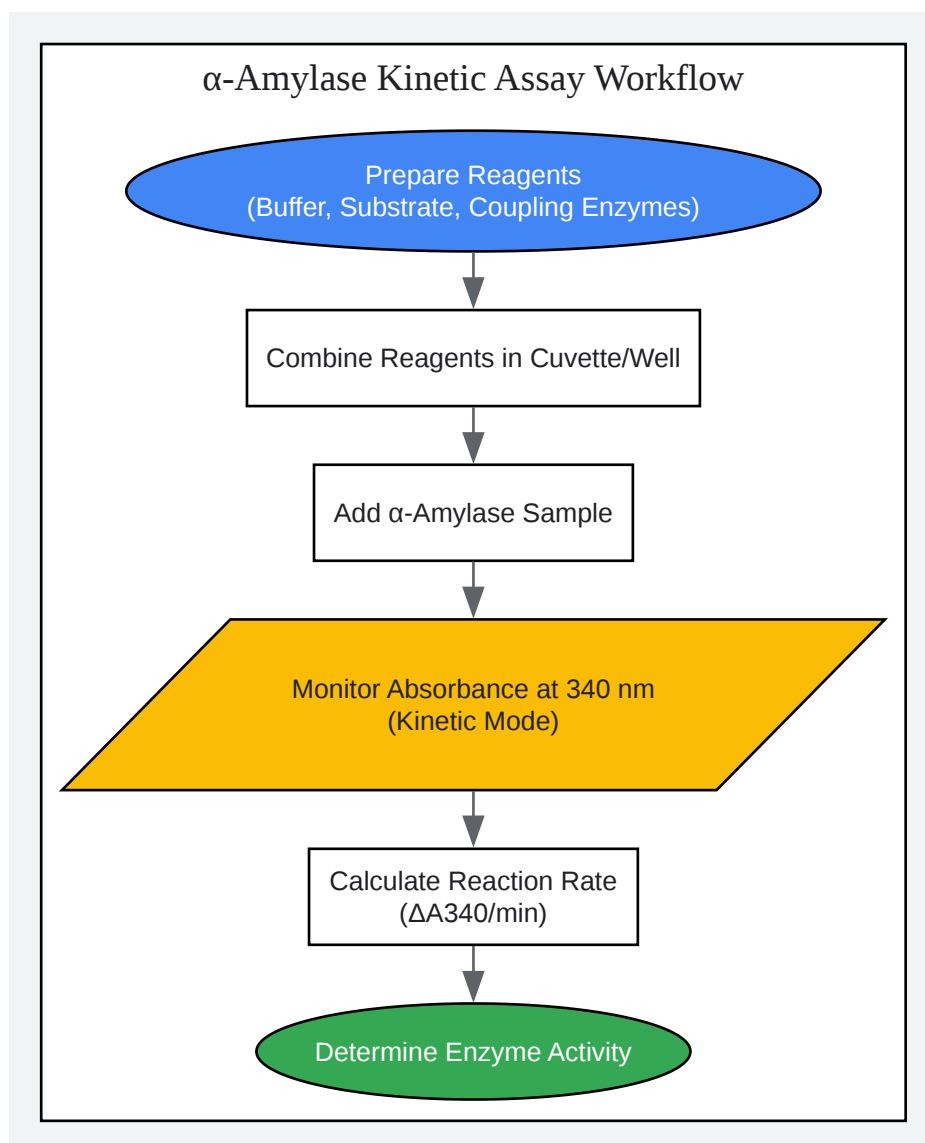 α-Amylase Kinetic Assay Workflow
Prepare Reagents
(Buffer, Substrate, Coupling Enzymes)
Combine Reagents in Cuvette/Well
Add α-Amylase Sample
Monitor Absorbance at 340 nm
(Kinetic Mode)
Calculate Reaction Rate
(ΔA340/min)
Determine Enzyme Activity